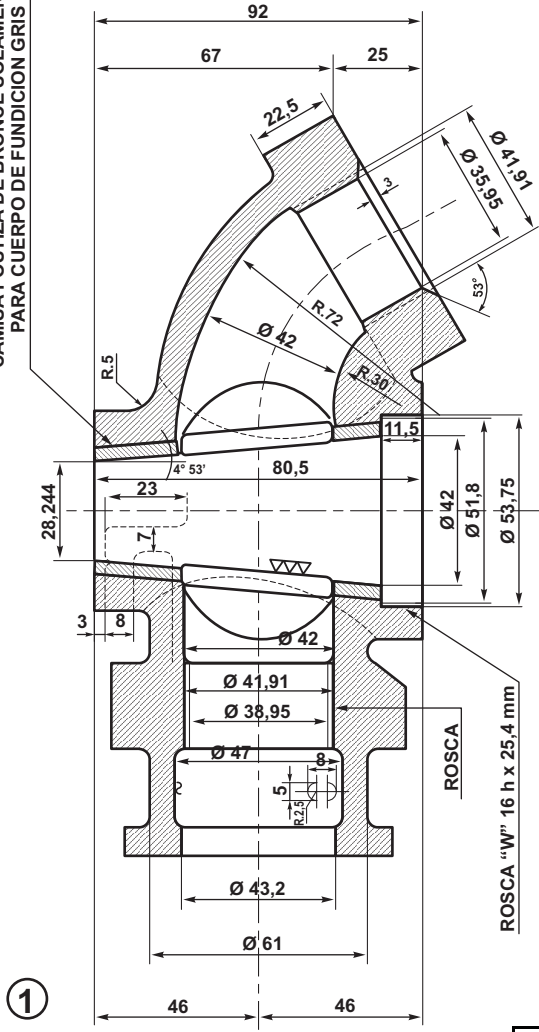 92
67
25
22,5
Ø 41,91
Ø 35,95
3
53°
PARA CUERPO DE FUNDICION GRIS
R.72
Ø 42
R.30
R.5
11,5
4° 53'
80,5
28,244
23
7
Ø 42
Ø 51,8
Ø 53,75
3
8
Ø 42
Ø 41,91
Ø 38,95
ROSCA
Ø 47
8
5
R.2,5
ROSCA "W" 16 h x 25,4 mm
Ø 43,2
Ø 61
1
46
46